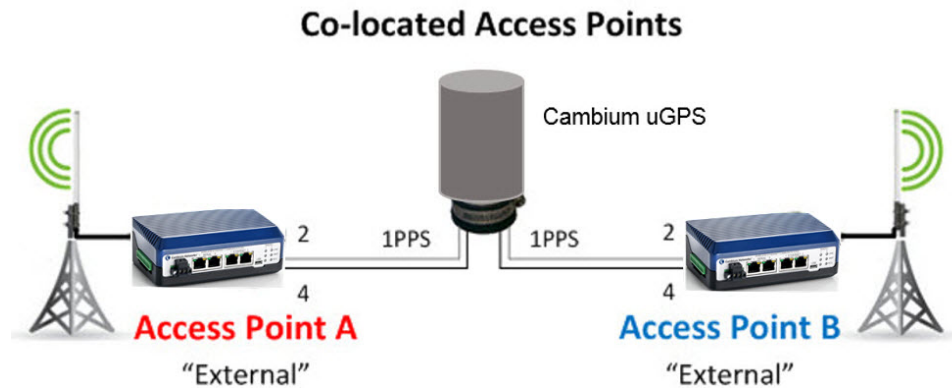 Co-located Access Points
Cambium uGPS
2
1PPS
1PPS
2
4
4
Access Point A
Access Point B
“External”
“External”